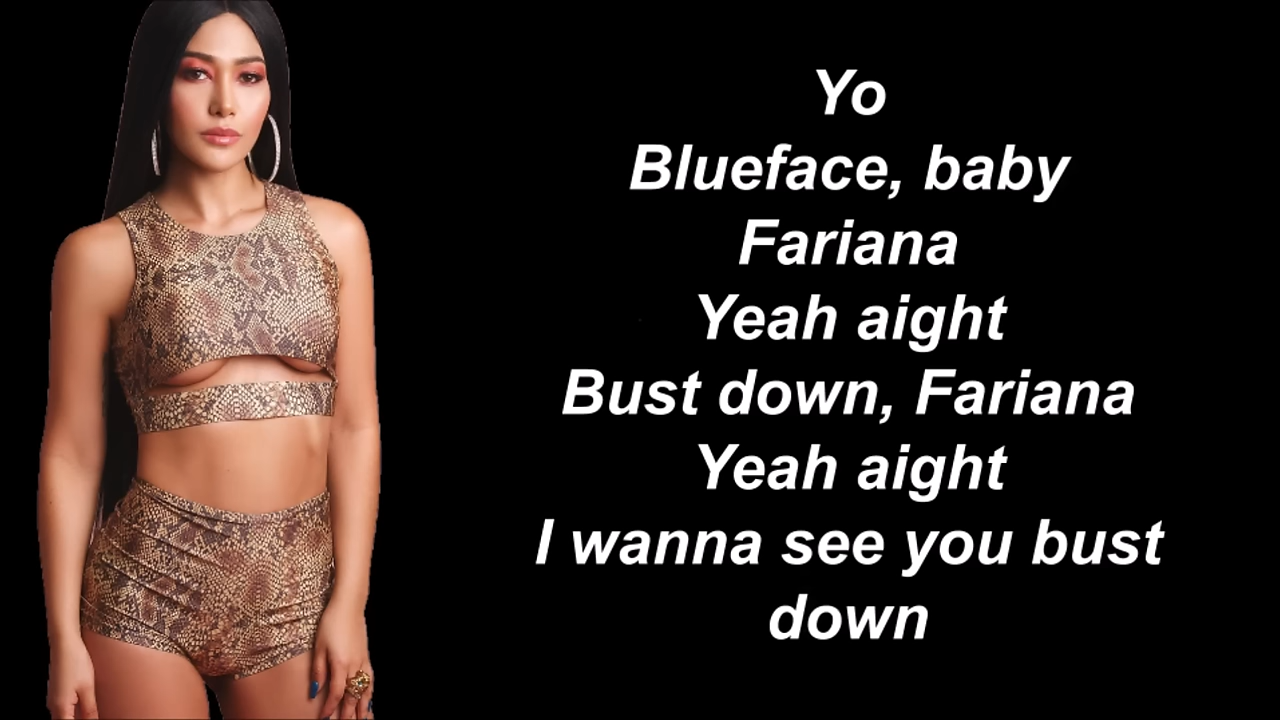 Yo
Blueface, baby
Fariana
Yeah aight
Bust down, Fariana
Yeah aight
I wanna see you bust
down